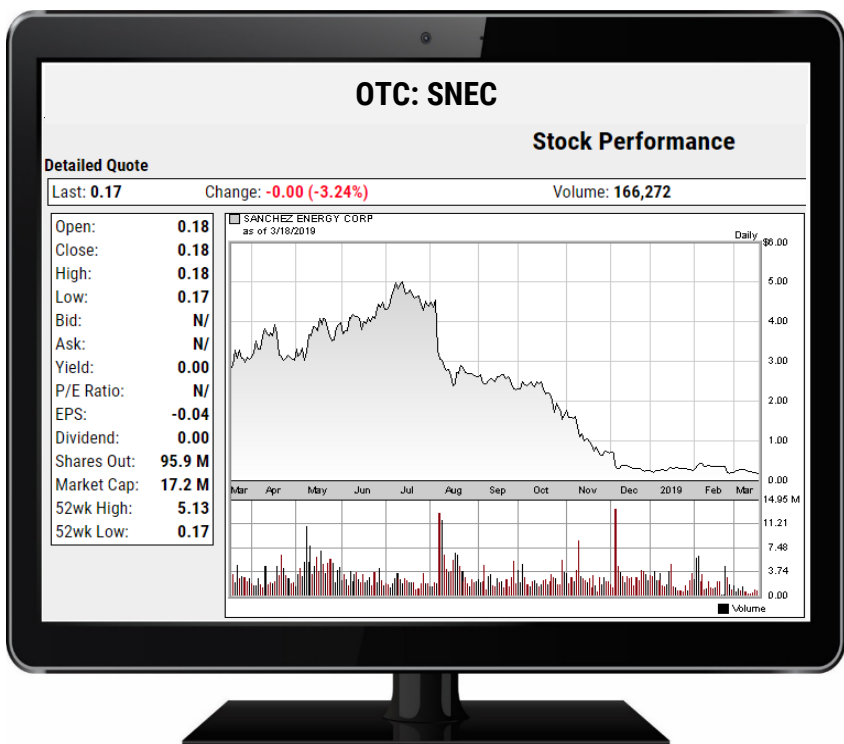 OTC: SNEC
Stock Performance
Detailed Quote
Last: 0.17 Change: -0.00 (-3.24%) Volume: 166,272
Open: 0.18
Close: 0.18
High: 0.18
Low: 0.17
Bid: N/
Ask: N/
Yield: 0.00
P/E Ratio: N/
EPS: -0.04
Dividend: 0.00
Shares Out: 95.9 M
Market Cap: 17.2 M
52wk High: 5.13
52wk Low: 0.17
SANCHEZ ENERGY CORP
as of 3/18/2019
Daily
$6.00
5.00
4.00
3.00
2.00
1.00
0.00
Mar Apr May Jun Jul Aug Sep Oct Nov Dec 2019 Feb Mar
14.95 M
11.21
7.48
3.74
0.00
Volume